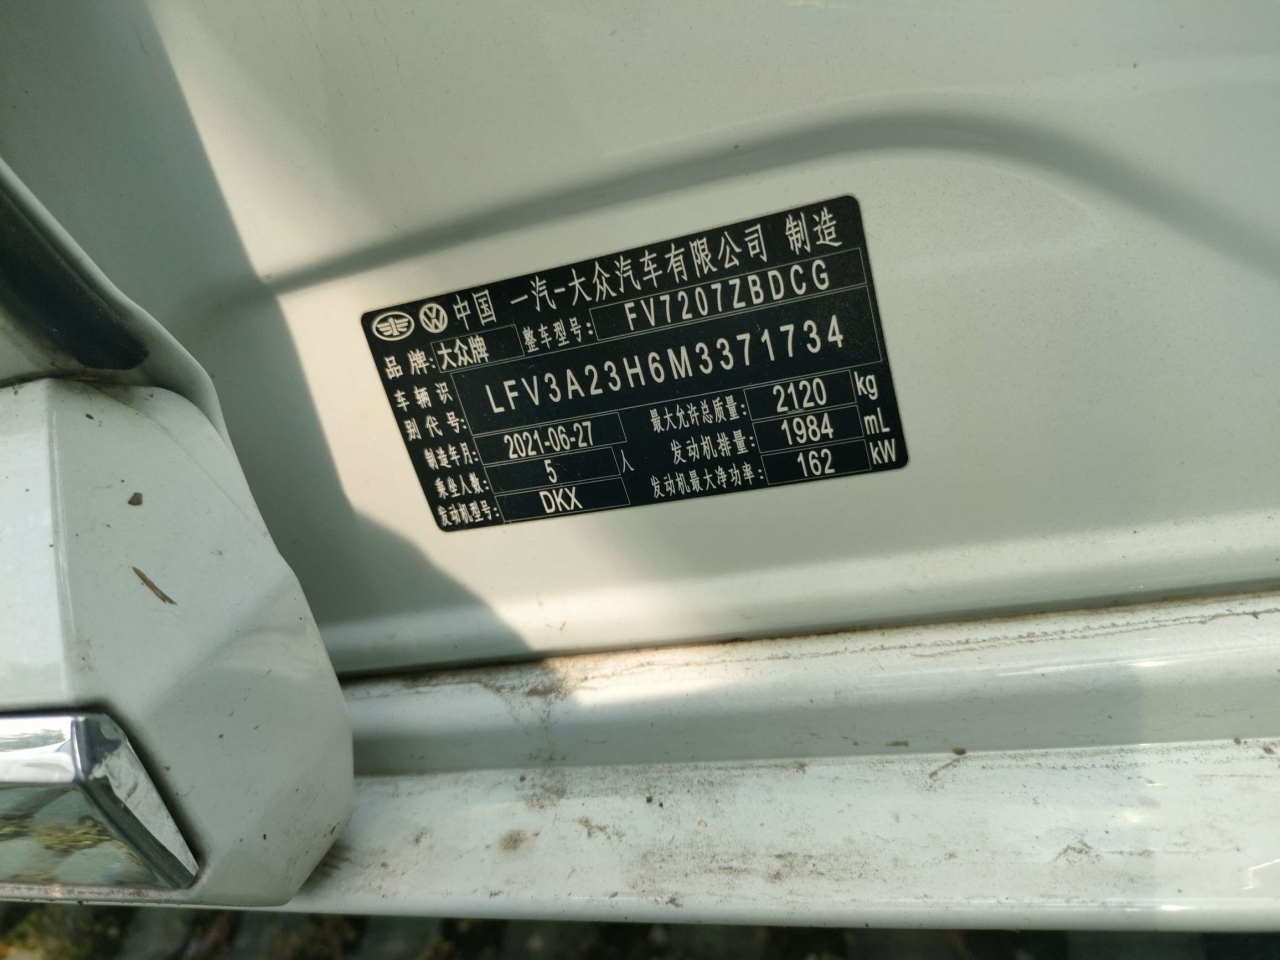 中国 一汽-大众汽车有限公司 制造
品牌: 大众牌 整车型号: FV7207ZBDCG
车辆识别代号: LFV3A23H6M3371734
制造年月: 2021-06-27 最大允许总质量: 2120 kg
乘坐人数: 5 人 发动机排量: 1984 mL
发动机型号: DKX 发动机最大净功率: 162 kW